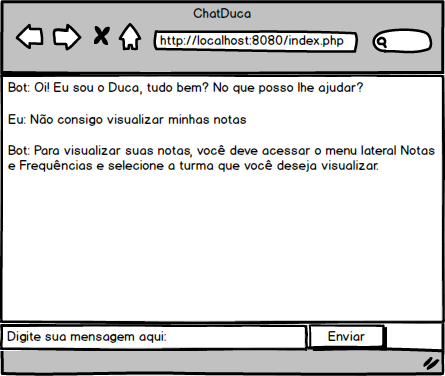 ChatDuca
http://localhost:8080/index.php
Bot: Oi! Eu sou o Duca, tudo bem? No que posso lhe ajudar?
Eu: Não consigo visualizar minhas notas
Bot: Para visualizar suas notas, você deve acessar o menu lateral Notas
e Frequências e selecione a turma que você deseja visualizar.
Digite sua mensagem aqui:
Enviar